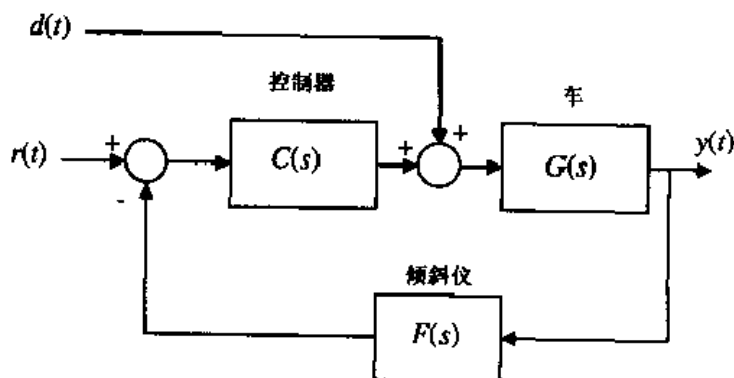 d(t)
控制器
车
r(t)
+
C(s)
+
+
G(s)
y(t)
-
倾斜仪
F(s)